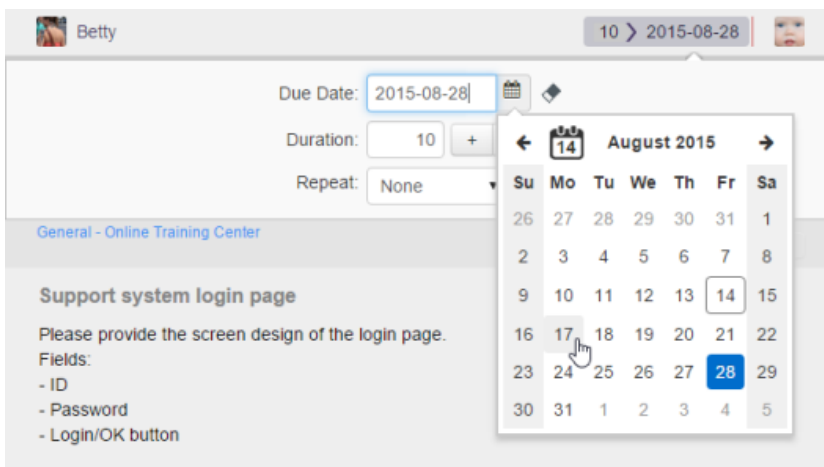 Betty
10 ❯ 2015-08-28
Due Date: 2015-08-28
Duration: 10 +
Repeat: None
14 August 2015
Su Mo Tu We Th Fr Sa
26 27 28 29 30 31 1
2 3 4 5 6 7 8
9 10 11 12 13 14 15
16 17 18 19 20 21 22
23 24 25 26 27 28 29
30 31 1 2 3 4 5
General - Online Training Center
Support system login page
Please provide the screen design of the login page.
Fields:
- ID
- Password
- Login/OK button